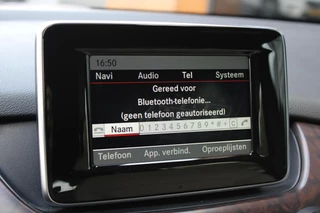 16:50
Navi Audio Tel Systeem
Gereed voor
Bluetooth-telefonie...
(geen telefoon geautoriseerd)
Naam 0 1 2 3 4 5 6 7 8 9 * # + C
Telefoon App. verbind. Oproeplijsten